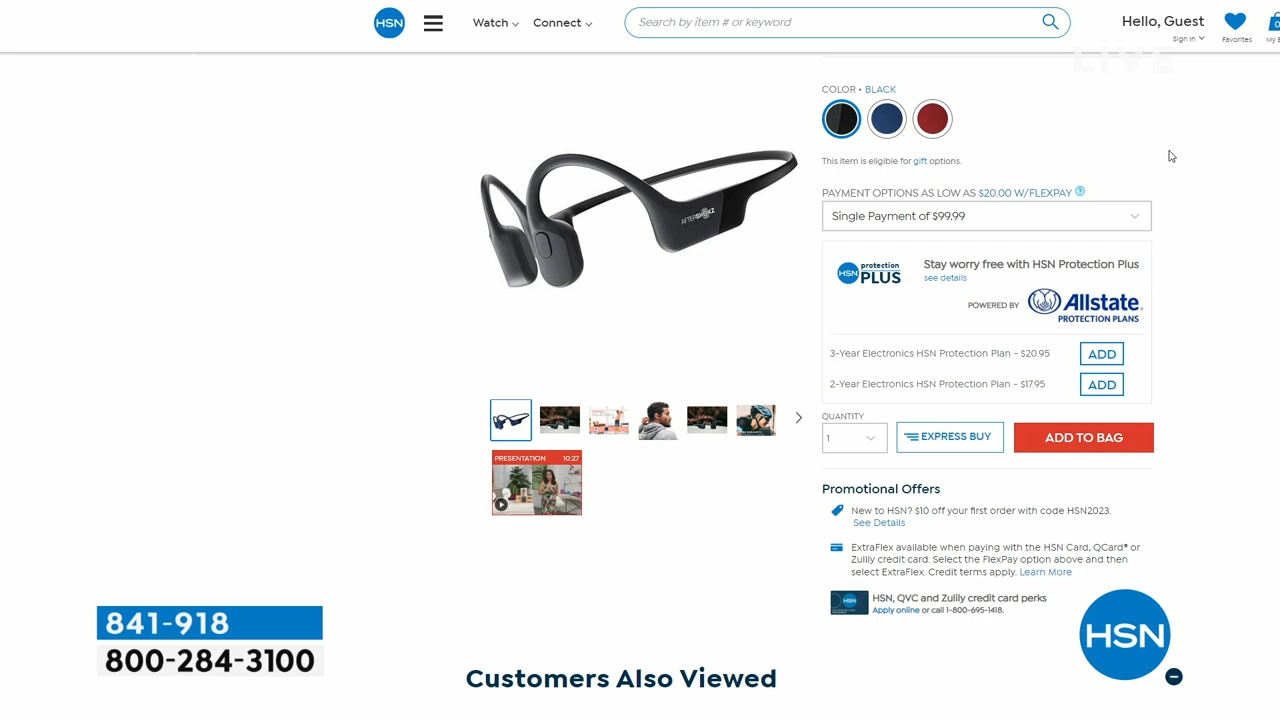 HSN
Watch
Connect
Search by item # or keyword
Hello, Guest
Sign In
Favorites
0
My B
LIVE
COLOR • BLACK
This item is eligible for gift options.
PAYMENT OPTIONS AS LOW AS $20.00 W/FLEXPAY ?
Single Payment of $99.99
AFTERSHOKZ
HSN protection PLUS
Stay worry free with HSN Protection Plus
see details
POWERED BY
Allstate.
PROTECTION PLANS
3-Year Electronics HSN Protection Plan - $20.95
ADD
2-Year Electronics HSN Protection Plan - $17.95
ADD
QUANTITY
1
EXPRESS BUY
ADD TO BAG
PRESENTATION 10:27
Promotional Offers
New to HSN? $10 off your first order with code HSN2023.
See Details
ExtraFlex available when paying with the HSN Card, QCard® or
Zulily credit card. Select the FlexPay option above and then
select ExtraFlex. Credit terms apply. Learn More
HSN
HSN, QVC and Zulily credit card perks
Apply online or call 1-800-695-1418.
841-918
800-284-3100
HSN
Customers Also Viewed